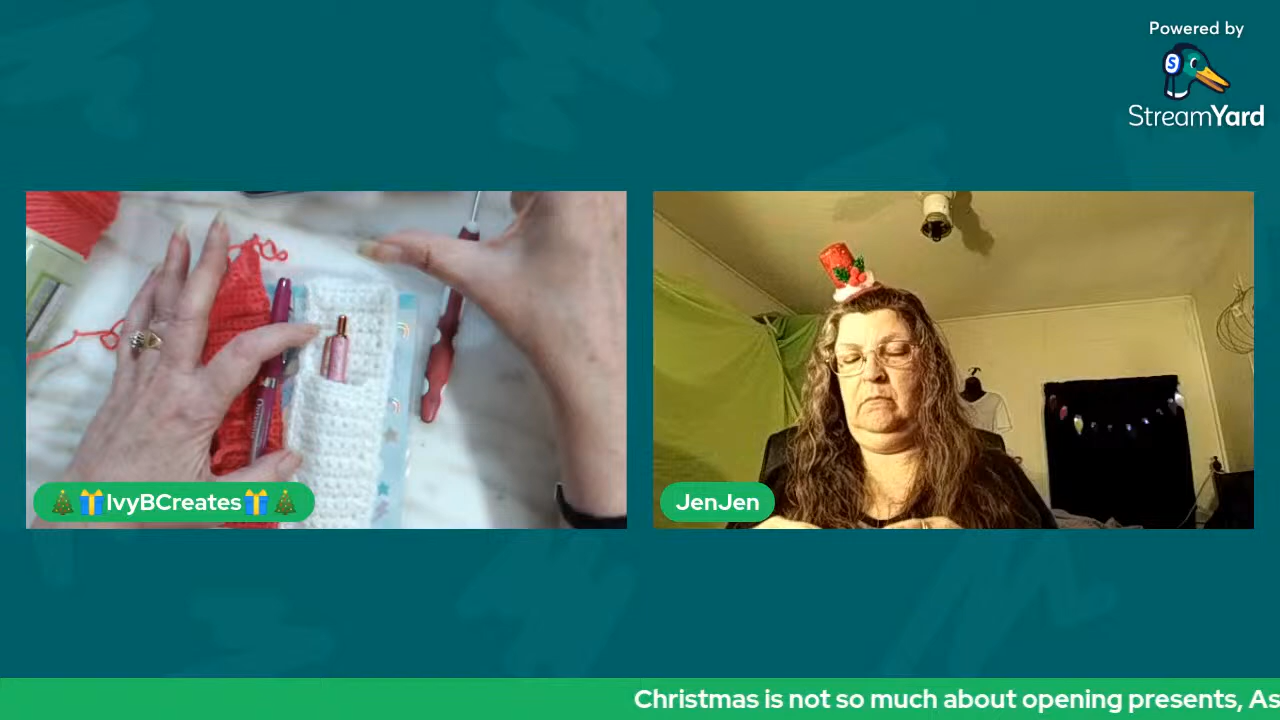 Powered by
S
StreamYard
🎄🎁IvyBCreates🎁🎄
JenJen
Christmas is not so much about opening presents, As